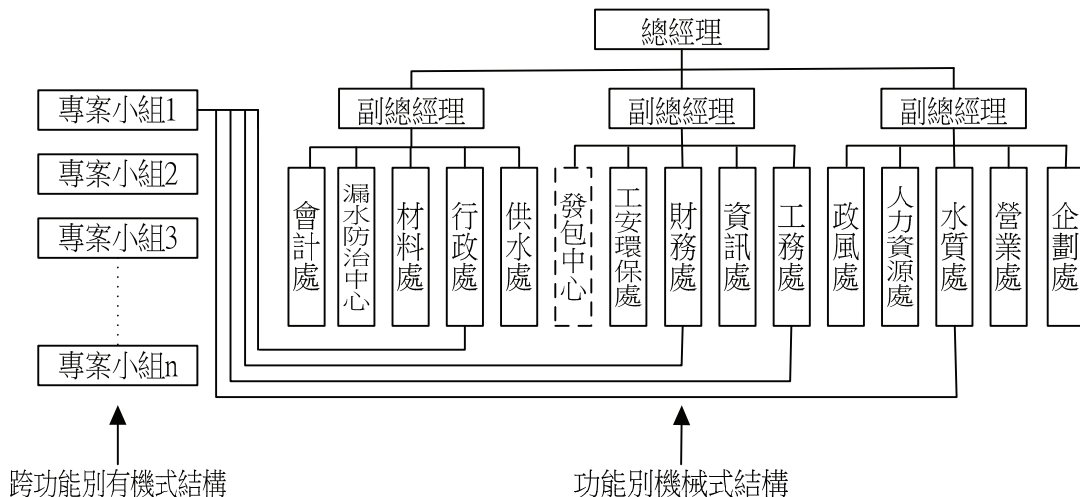 總經理
副總經理
副總經理
副總經理
專案小組1
專案小組2
專案小組3
專案小組n
會計處
漏水防治中心
材料處
行政處
供水處
發包中心
工安環保處
財務處
資訊處
工務處
政風處
人力資源處
水質處
營業處
企劃處
跨功能別有機式結構
功能別機械式結構